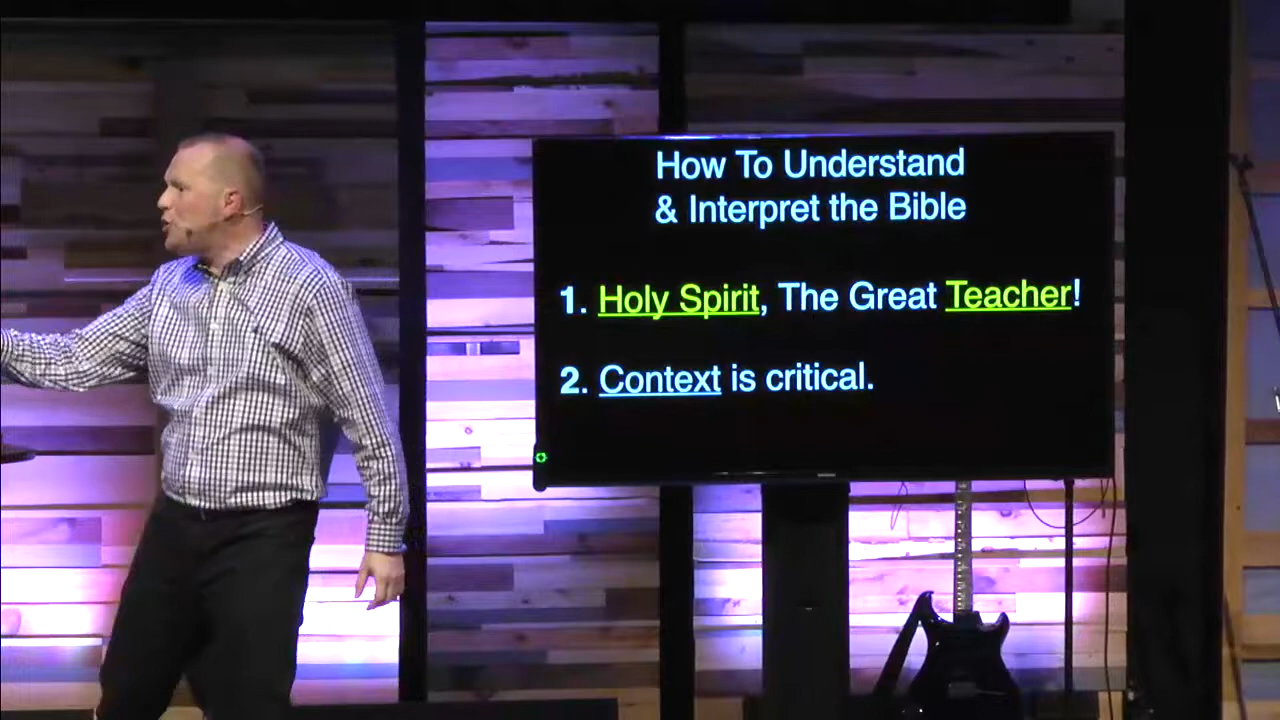 How To Understand
& Interpret the Bible
1. Holy Spirit, The Great Teacher!
2. Context is critical.